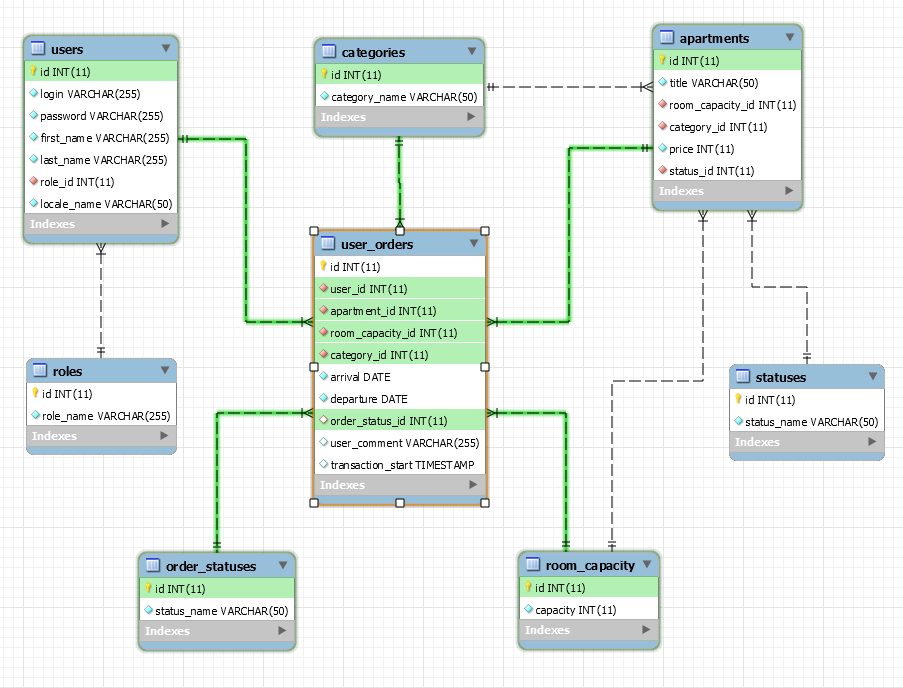 users
id INT(11)
login VARCHAR(255)
password VARCHAR(255)
first_name VARCHAR(255)
last_name VARCHAR(255)
role_id INT(11)
locale_name VARCHAR(50)
Indexes
categories
id INT(11)
category_name VARCHAR(50)
Indexes
apartments
id INT(11)
title VARCHAR(50)
room_capacity_id INT(11)
category_id INT(11)
price INT(11)
status_id INT(11)
Indexes
user_orders
id INT(11)
user_id INT(11)
apartment_id INT(11)
room_capacity_id INT(11)
category_id INT(11)
arrival DATE
departure DATE
order_status_id INT(11)
user_comment VARCHAR(255)
transaction_start TIMESTAMP
Indexes
roles
id INT(11)
role_name VARCHAR(255)
Indexes
statuses
id INT(11)
status_name VARCHAR(50)
Indexes
order_statuses
id INT(11)
status_name VARCHAR(50)
Indexes
room_capacity
id INT(11)
capacity INT(11)
Indexes